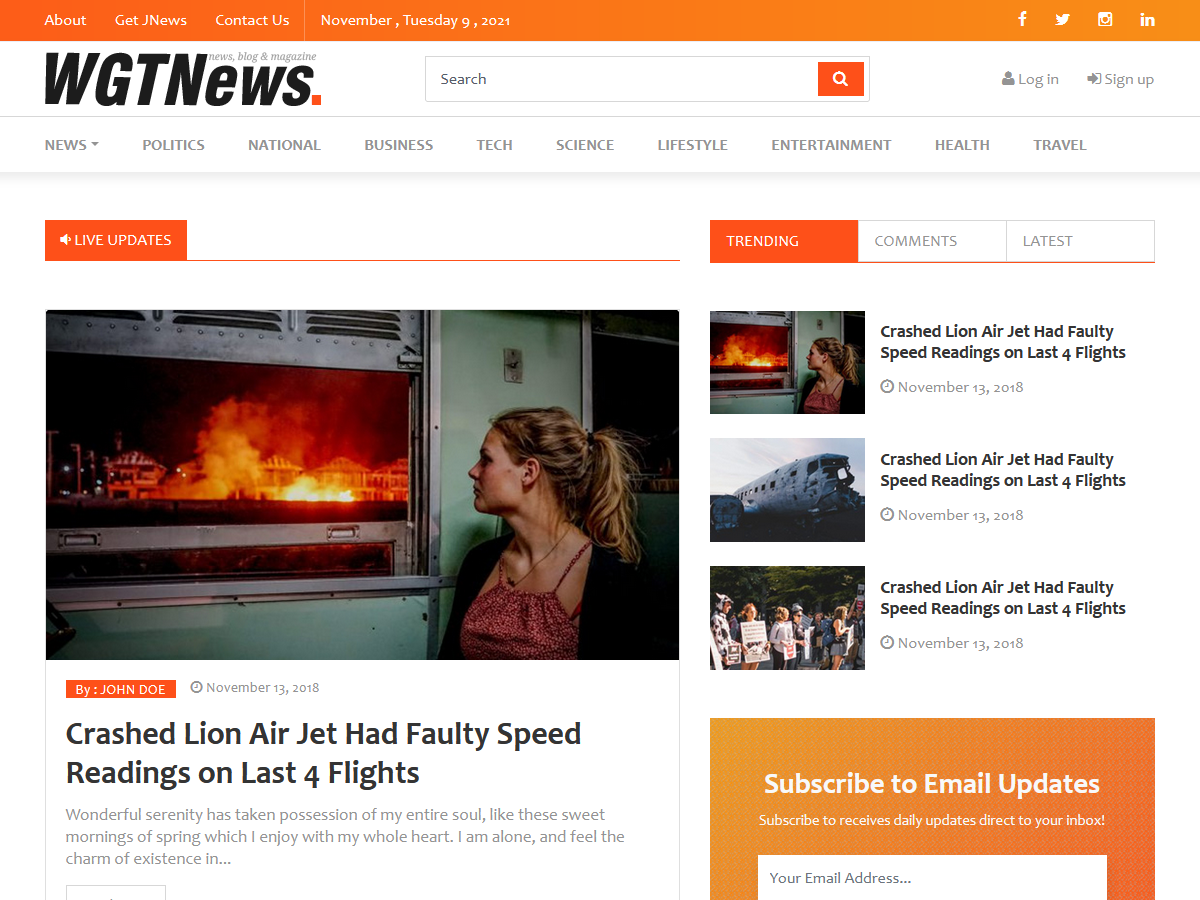 About Get JNews Contact Us November , Tuesday 9 , 2021
news, blog & magazine
WGTNews.
Search
Log in Sign up
NEWS POLITICS NATIONAL BUSINESS TECH SCIENCE LIFESTYLE ENTERTAINMENT HEALTH TRAVEL
LIVE UPDATES
TRENDING COMMENTS LATEST
By : JOHN DOE November 13, 2018
Crashed Lion Air Jet Had Faulty Speed
Readings on Last 4 Flights
Wonderful serenity has taken possession of my entire soul, like these sweet
mornings of spring which I enjoy with my whole heart. I am alone, and feel the
charm of existence in...
Crashed Lion Air Jet Had Faulty
Speed Readings on Last 4 Flights
November 13, 2018
Crashed Lion Air Jet Had Faulty
Speed Readings on Last 4 Flights
November 13, 2018
Crashed Lion Air Jet Had Faulty
Speed Readings on Last 4 Flights
November 13, 2018
Subscribe to Email Updates
Subscribe to receives daily updates direct to your inbox!
Your Email Address...